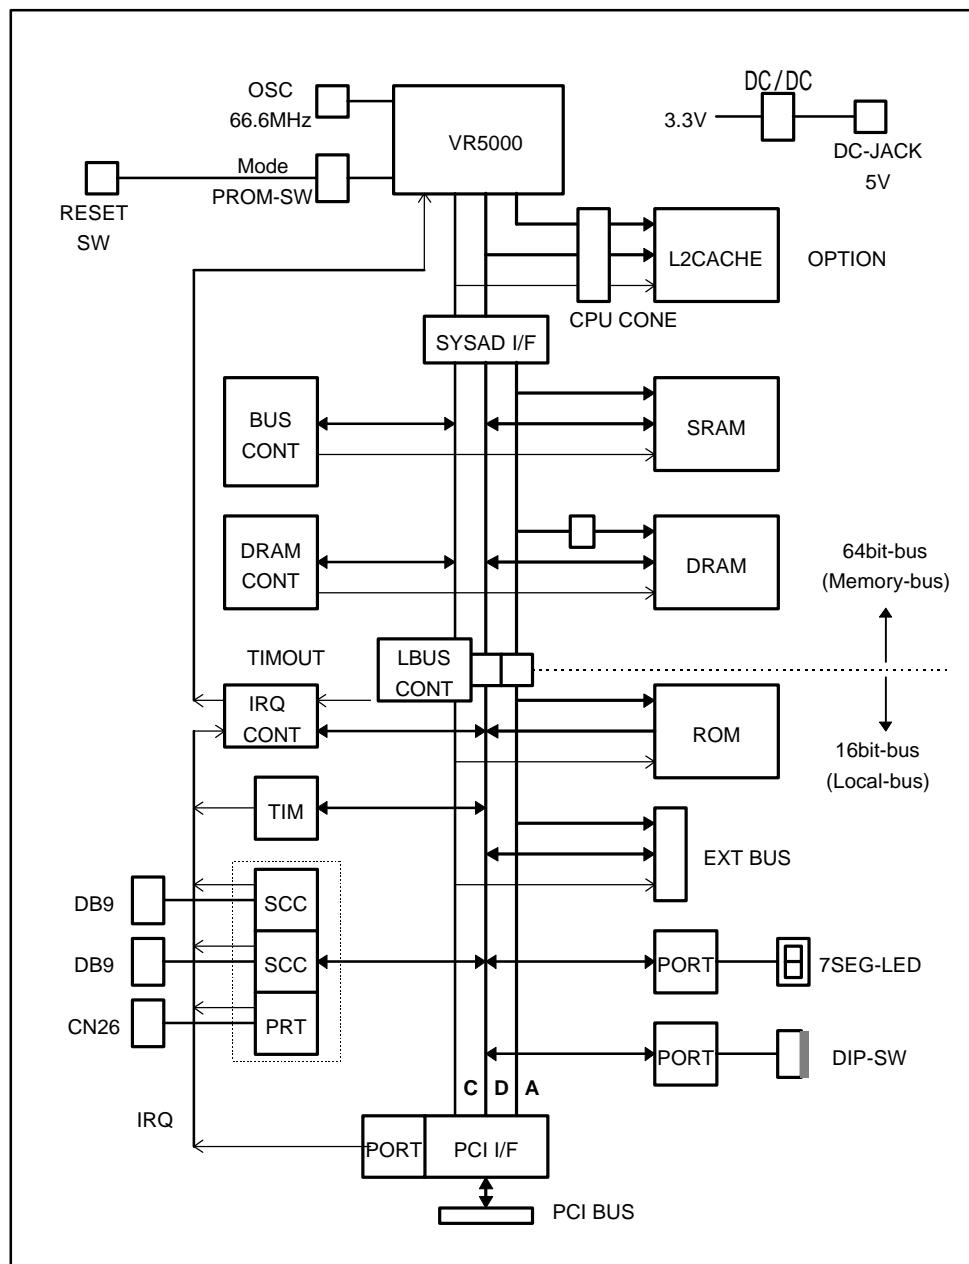 OSC
66.6MHz
VR5000
DC/DC
3.3V
DC-JACK
5V
Mode
PROM-SW
RESET
SW
L2CACHE
OPTION
CPU CONE
SYSAD I/F
BUS
CONT
SRAM
DRAM
CONT
DRAM
64bit-bus
(Memory-bus)
TIMOUT
LBUS
CONT
IRQ
CONT
ROM
16bit-bus
(Local-bus)
TIM
EXT BUS
DB9
SCC
DB9
SCC
PORT
7SEG-LED
CN26
PRT
PORT
DIP-SW
C D A
IRQ
PORT
PCI I/F
PCI BUS